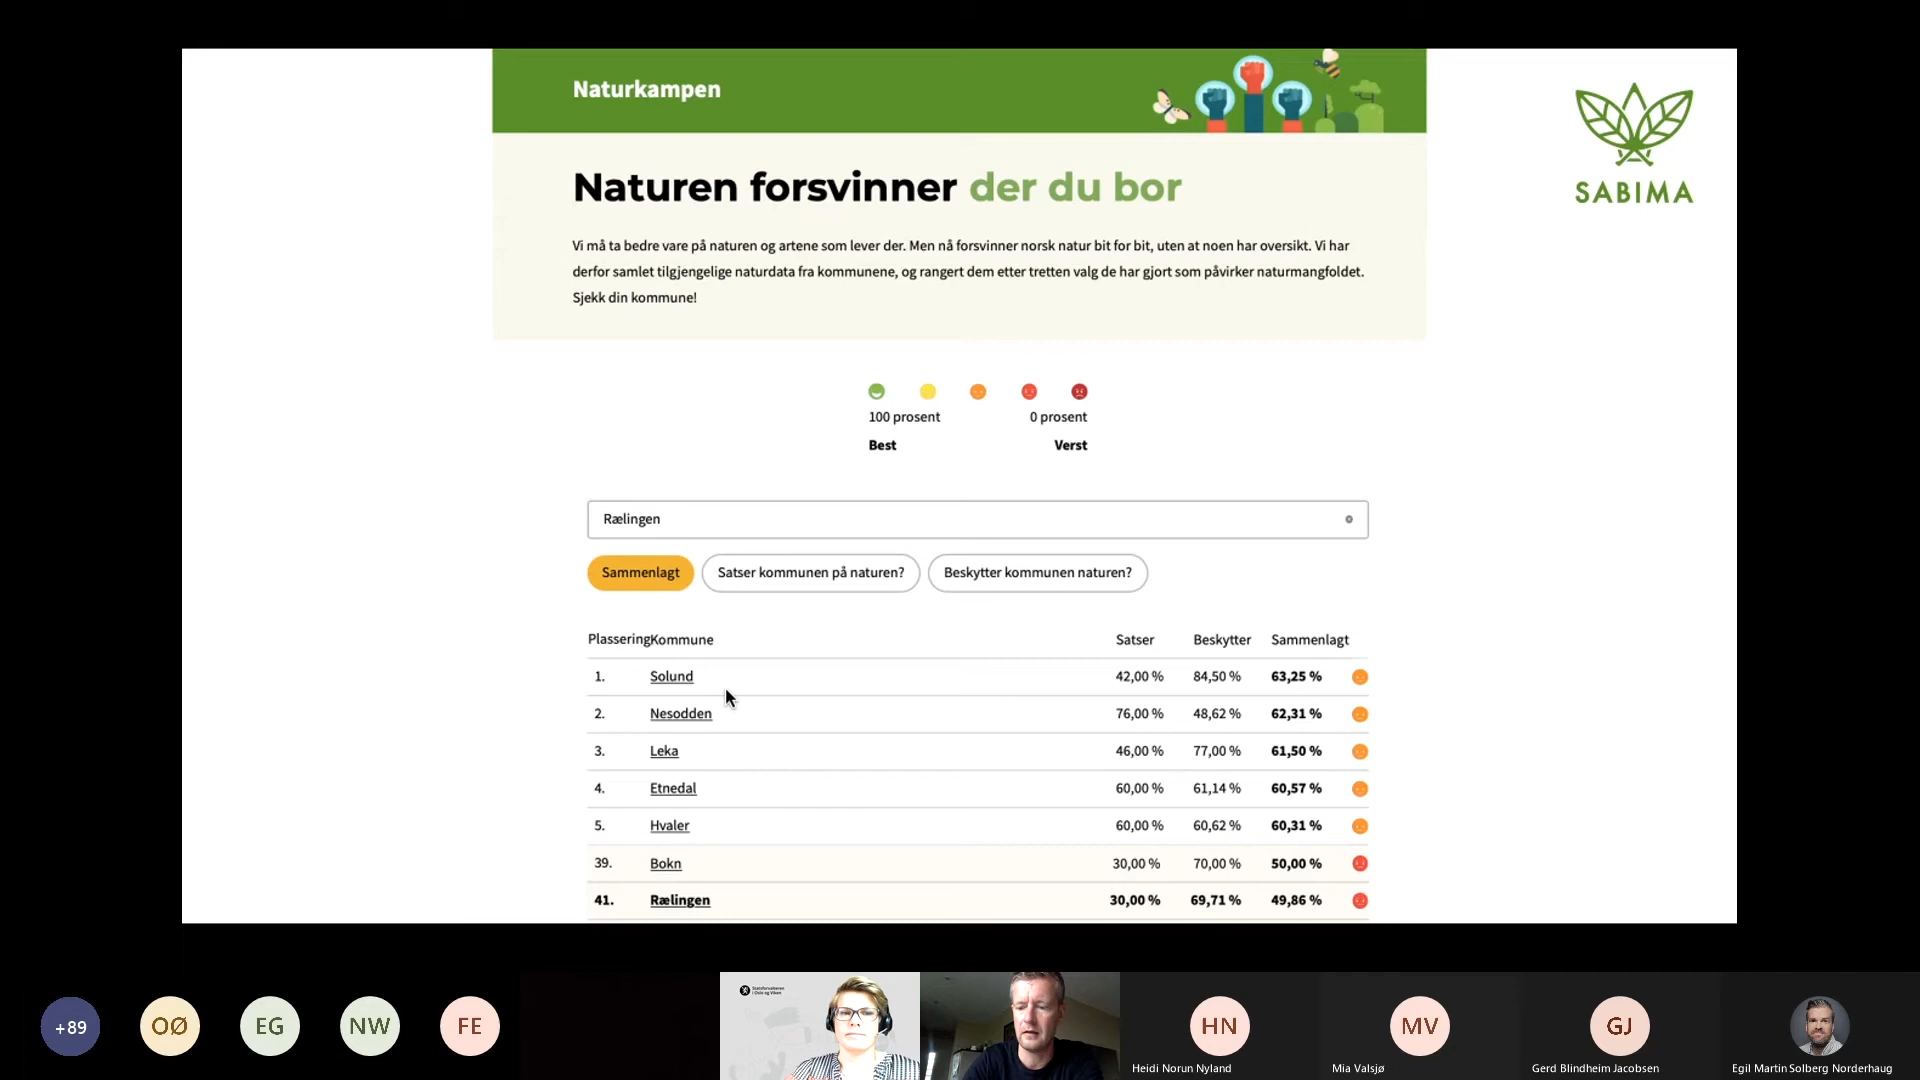 Naturkampen
SABIMA
Naturen forsvinner der du bor
Vi må ta bedre vare på naturen og artene som lever der. Men nå forsvinner norsk natur bit for bit, uten at noen har oversikt. Vi har
derfor samlet tilgjengelige naturdata fra kommunene, og rangert dem etter tretten valg de har gjort som påvirker naturmangfoldet.
Sjekk din kommune!
100 prosent 0 prosent
Best Verst
Rælingen
Sammenlagt Satser kommunen på naturen? Beskytter kommunen naturen?
Plassering Kommune Satser Beskytter Sammenlagt
1. Solund 42,00 % 84,50 % 63,25 %
2. Nesodden 76,00 % 48,62 % 62,31 %
3. Leka 46,00 % 77,00 % 61,50 %
4. Etnedal 60,00 % 61,14 % 60,57 %
5. Hvaler 60,00 % 60,62 % 60,31 %
39. Bokn 30,00 % 70,00 % 50,00 %
41. Rælingen 30,00 % 69,71 % 49,86 %
+89 OØ EG NW FE HN MV GJ
Statsforvalteren
i Oslo og Viken
Heidi Norun Nyland Mia Valsjø Gerd Blindheim Jacobsen Egil Martin Solberg Norderhaug